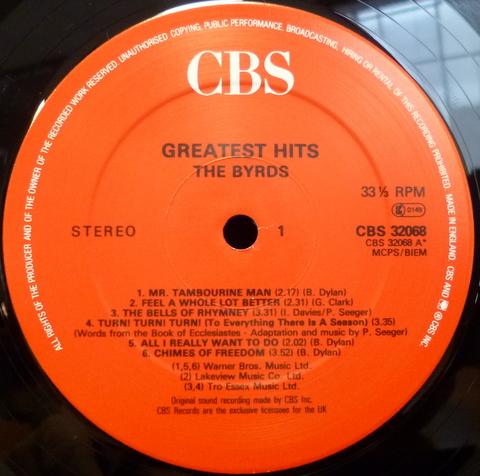 ALL RIGHTS OF THE PRODUCER AND OF THE OWNER OF THE RECORDED WORK RESERVED. UNAUTHORISED COPYING, PUBLIC PERFORMANCE, BROADCASTING, HIRING OR RENTAL OF THIS RECORDING PROHIBITED. MADE IN ENGLAND. CBS AND ℗ CBS INC.
CBS
GREATEST HITS
THE BYRDS
33⅓ RPM
0149
STEREO 1 CBS 32068
CBS 32068 A*
MCPS/BIEM
1. MR. TAMBOURINE MAN (2.17) (B. Dylan)
2. FEEL A WHOLE LOT BETTER (2.31) (G. Clark)
3. THE BELLS OF RHYMNEY (3.31) (I. Davies/P. Seeger)
4. TURN! TURN! TURN! (To Everything There Is A Season) (3.35)
(Words from the Book of Ecclesiastes - Adaptation and music by P. Seeger)
5. ALL I REALLY WANT TO DO (2.02) (B. Dylan)
6. CHIMES OF FREEDOM (3.52) (B. Dylan)
(1,5,6) Warner Bros. Music Ltd.
(2) Lakeview Music Co. Ltd.
(3,4) Tro Essex Music Ltd.
Original sound recording made by CBS Inc.
CBS Records are the exclusive licensees for the UK